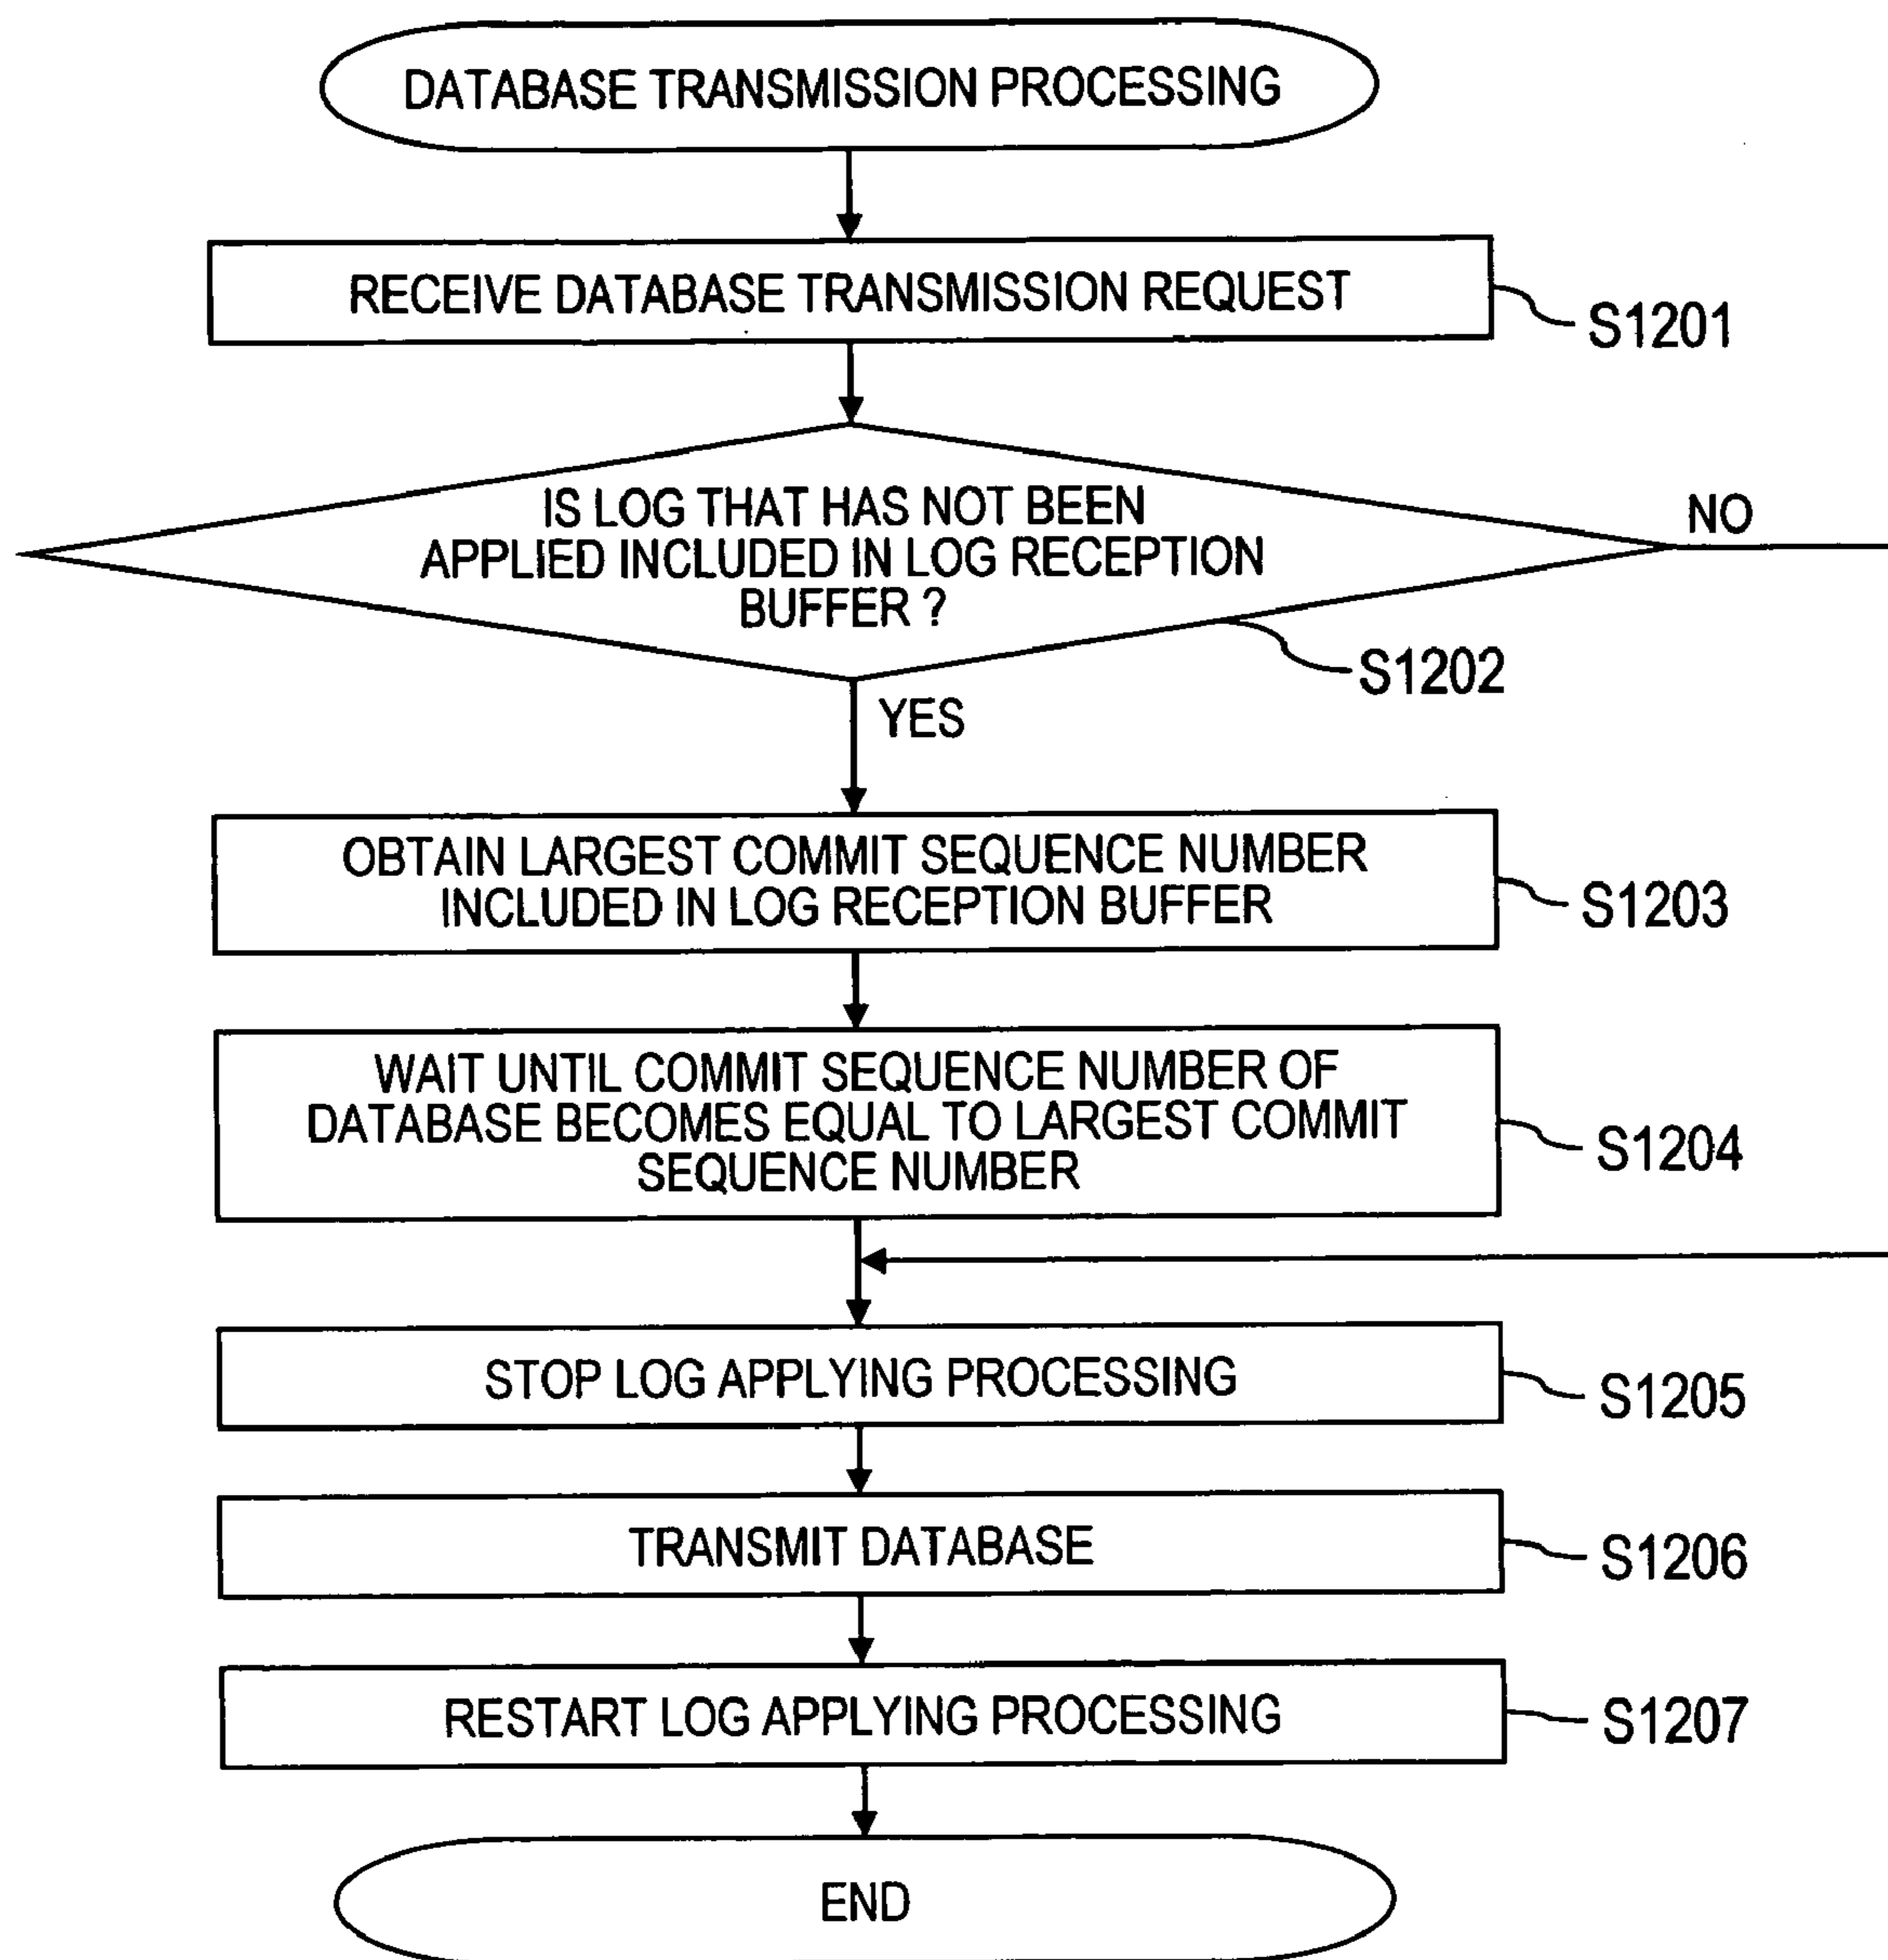 DATABASE TRANSMISSION PROCESSING
RECEIVE DATABASE TRANSMISSION REQUEST
S1201
IS LOG THAT HAS NOT BEEN
APPLIED INCLUDED IN LOG RECEPTION
BUFFER ?
NO
S1202
YES
OBTAIN LARGEST COMMIT SEQUENCE NUMBER
INCLUDED IN LOG RECEPTION BUFFER
S1203
WAIT UNTIL COMMIT SEQUENCE NUMBER OF
DATABASE BECOMES EQUAL TO LARGEST COMMIT
SEQUENCE NUMBER
S1204
STOP LOG APPLYING PROCESSING
S1205
TRANSMIT DATABASE
S1206
RESTART LOG APPLYING PROCESSING
S1207
END